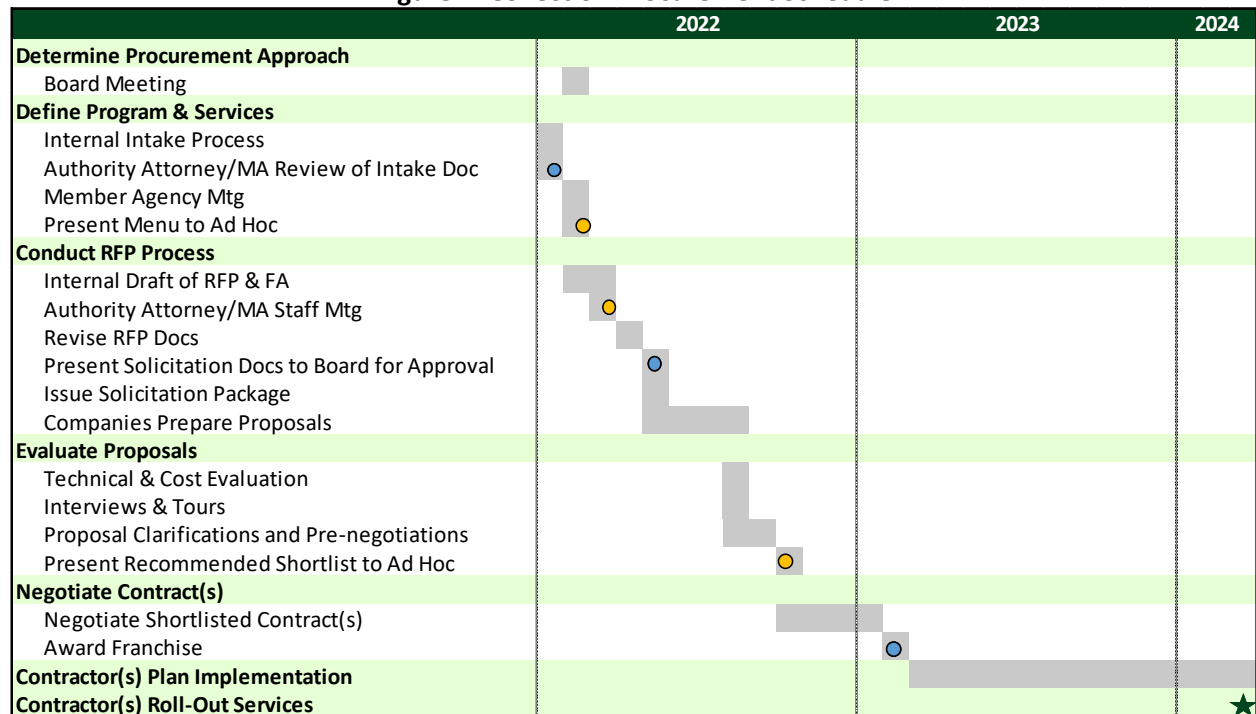 2022 2023 2024
Determine Procurement Approach
Board Meeting
Define Program & Services
Internal Intake Process
Authority Attorney/MA Review of Intake Doc
Member Agency Mtg
Present Menu to Ad Hoc
Conduct RFP Process
Internal Draft of RFP & FA
Authority Attorney/MA Staff Mtg
Revise RFP Docs
Present Solicitation Docs to Board for Approval
Issue Solicitation Package
Companies Prepare Proposals
Evaluate Proposals
Technical & Cost Evaluation
Interviews & Tours
Proposal Clarifications and Pre-negotiations
Present Recommended Shortlist to Ad Hoc
Negotiate Contract(s)
Negotiate Shortlisted Contract(s)
Award Franchise
Contractor(s) Plan Implementation
Contractor(s) Roll-Out Services